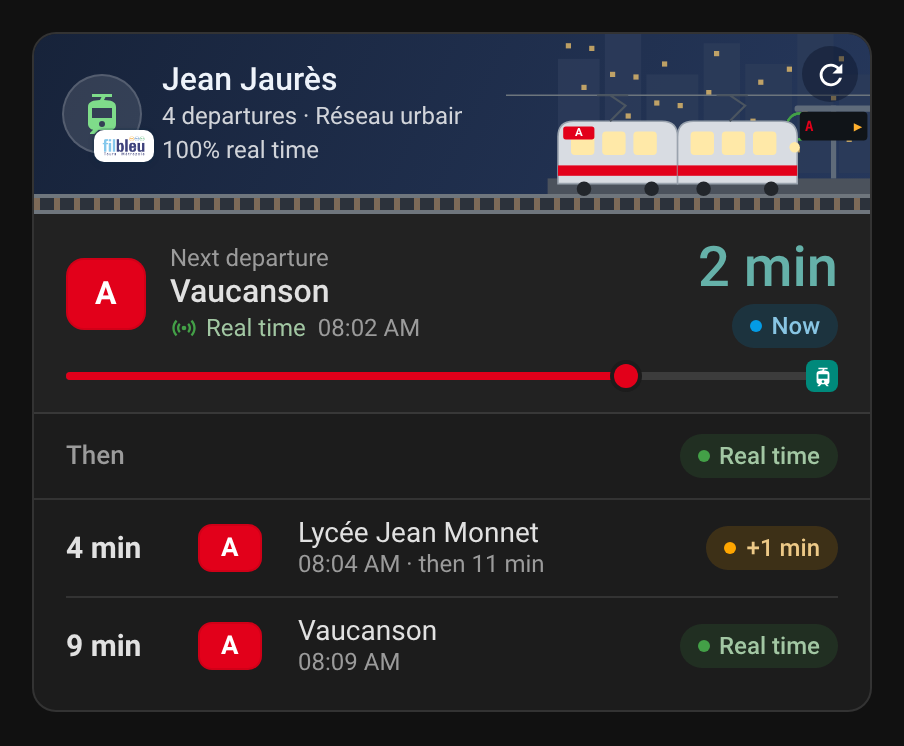 Jean Jaurès
4 departures · Réseau urbair
100% real time
filbleu
A
A
A
Next departure
Vaucanson
Real time 08:02 AM
2 min
Now
Then
Real time
4 min
A
Lycée Jean Monnet
08:04 AM · then 11 min
+1 min
9 min
A
Vaucanson
08:09 AM
Real time